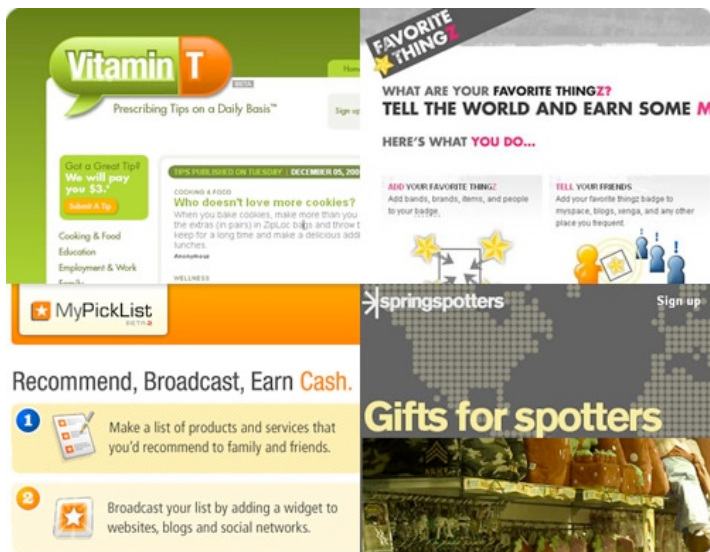 Vitamin T
BETA
Prescribing Tips on a Daily Basis™
Home
Sign up
Got a Great Tip?
We will pay
you $3.*
Submit A Tip
Cooking & Food
Education
Employment & Work
Family
TIPS PUBLISHED ON TUESDAY | DECEMBER 05, 200
COOKING & FOOD
Who doesn't love more cookies?
When you bake cookies, make more than you
the extras (in pairs) in ZipLoc bags and throw t
keep for a long time and make a delicious addi
lunches.
Anonymous
WELLNESS
FAVORITE
THINGZ
WHAT ARE YOUR FAVORITE THINGZ?
TELL THE WORLD AND EARN SOME M
HERE'S WHAT YOU DO...
ADD YOUR FAVORITE THINGZ
Add bands, brands, items, and people
to your badge.
TELL YOUR FRIENDS
Add your favorite thingz badge to
myspace, blogs, xenga, and any other
place you frequent.
MyPickList
BETA 2
Recommend, Broadcast, Earn Cash.
1
Make a list of products and services that
you'd recommend to family and friends.
2
Broadcast your list by adding a widget to
websites, blogs and social networks.
springspotters
Sign up
Gifts for spotters